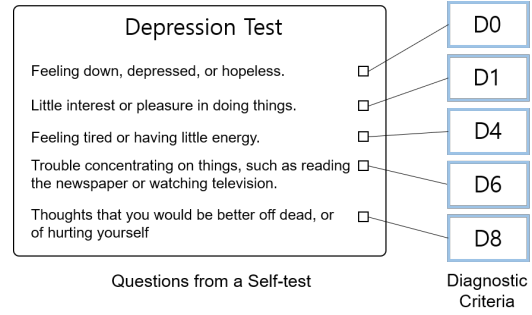 Depression Test
Feeling down, depressed, or hopeless.
Little interest or pleasure in doing things.
Feeling tired or having little energy.
Trouble concentrating on things, such as reading
the newspaper or watching television.
Thoughts that you would be better off dead, or
of hurting yourself
D0
D1
D4
D6
D8
Questions from a Self-test
Diagnostic
Criteria